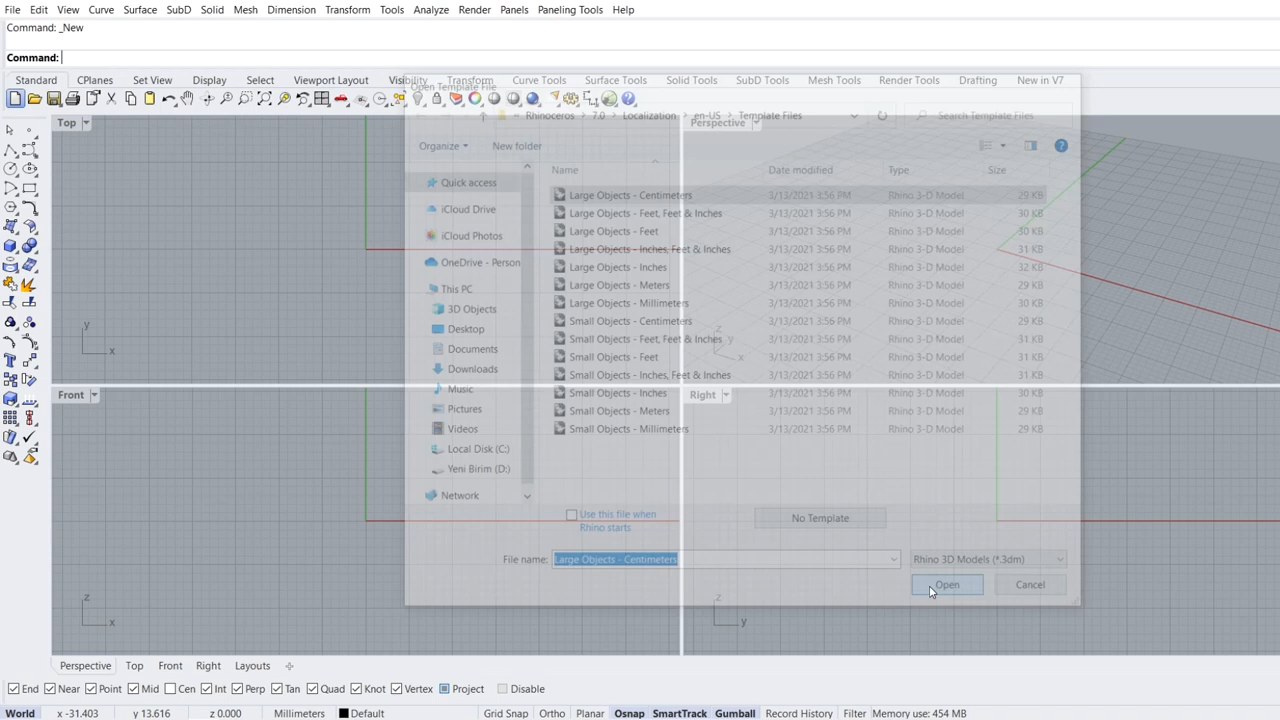 File Edit View Curve Surface SubD Solid Mesh Dimension Transform Tools Analyze Render Panels Paneling Tools Help
Command: _New
Command:
Standard CPlanes Set View Display Select Viewport Layout Visibility Transform Curve Tools Surface Tools Solid Tools SubD Tools Mesh Tools Render Tools Drafting New in V7
Open Template File
Rhinoceros > 7.0 > Localization > en-US > Template Files Search Template Files
Top
Perspective
Organize New folder
Name Date modified Type Size
Quick access
iCloud Drive
iCloud Photos
OneDrive - Person
This PC
3D Objects
Desktop
Documents
Downloads
Music
Pictures
Videos
Local Disk (C:)
Yeni Birim (D:)
Network
Large Objects - Centimeters 3/13/2021 3:56 PM Rhino 3-D Model 29 KB
Large Objects - Feet, Feet & Inches 3/13/2021 3:56 PM Rhino 3-D Model 30 KB
Large Objects - Feet 3/13/2021 3:56 PM Rhino 3-D Model 30 KB
Large Objects - Inches, Feet & Inches 3/13/2021 3:56 PM Rhino 3-D Model 31 KB
Large Objects - Inches 3/13/2021 3:56 PM Rhino 3-D Model 32 KB
Large Objects - Meters 3/13/2021 3:56 PM Rhino 3-D Model 29 KB
Large Objects - Millimeters 3/13/2021 3:56 PM Rhino 3-D Model 30 KB
Small Objects - Centimeters 3/13/2021 3:56 PM Rhino 3-D Model 29 KB
Small Objects - Feet, Feet & Inches 3/13/2021 3:56 PM Rhino 3-D Model 31 KB
Small Objects - Feet 3/13/2021 3:56 PM Rhino 3-D Model 31 KB
Small Objects - Inches, Feet & Inches 3/13/2021 3:56 PM Rhino 3-D Model 31 KB
Small Objects - Inches 3/13/2021 3:56 PM Rhino 3-D Model 30 KB
Small Objects - Meters 3/13/2021 3:56 PM Rhino 3-D Model 29 KB
Small Objects - Millimeters 3/13/2021 3:56 PM Rhino 3-D Model 29 KB
y
x
z
y
x
Front
Right
Use this file when
Rhino starts
No Template
File name: Large Objects - Centimeters Rhino 3D Models (*.3dm)
Open Cancel
z
x
z
y
Perspective Top Front Right Layouts
End Near Point Mid Cen Int Perp Tan Quad Knot Vertex Project Disable
World x -31.403 y 13.616 z 0.000 Millimeters Default Grid Snap Ortho Planar Osnap SmartTrack Gumball Record History Filter Memory use: 454 MB